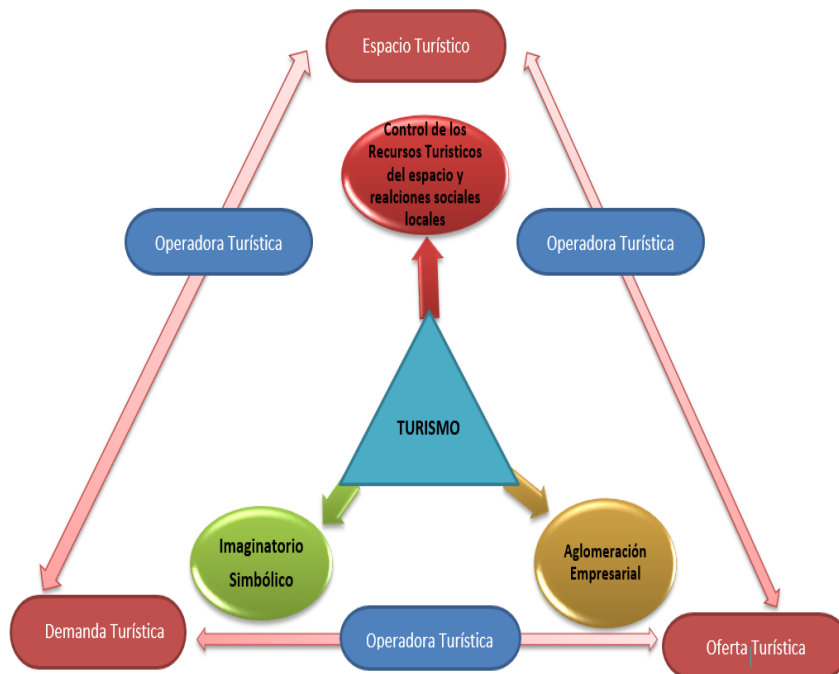 Espacio Turístico
Control de los
Recursos Turisticos
del espacio y
realciones sociales
locales
Operadora Turística
Operadora Turística
TURISMO
Imaginatorio
Simbólico
Aglomeración
Empresarial
Demanda Turística
Operadora Turística
Oferta Turística